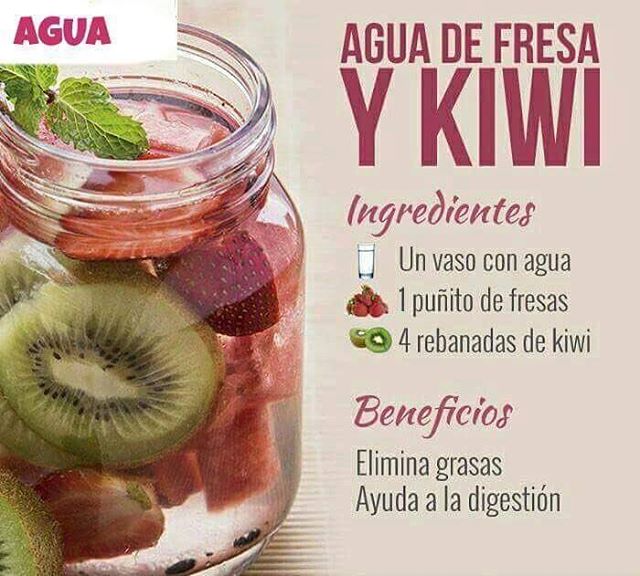 AGUA
AGUA DE FRESA
Y KIWI
Ingredientes
Un vaso con agua
1 puñito de fresas
4 rebanadas de kiwi
Beneficios
Elimina grasas
Ayuda a la digestión